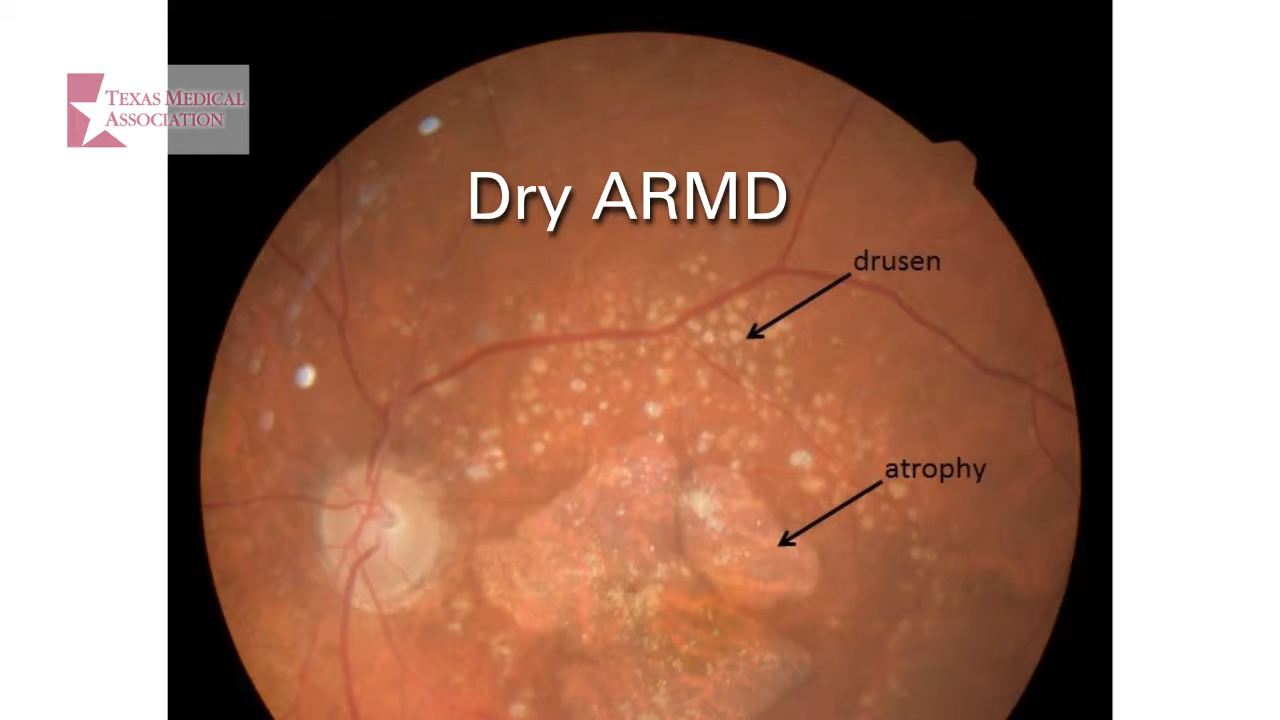 TEXAS MEDICAL
ASSOCIATION
Dry ARMD
drusen
atrophy